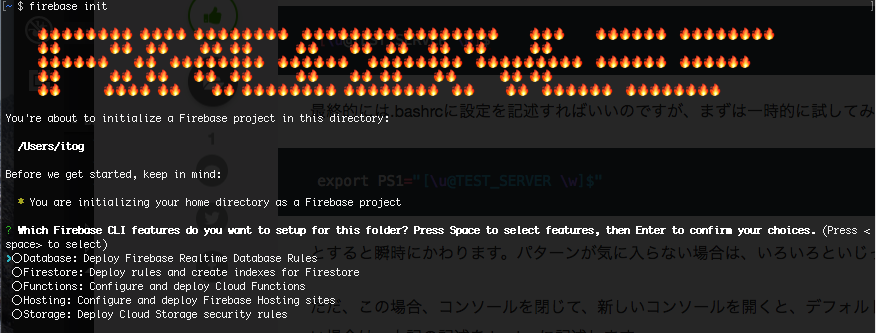 [~ $ firebase init ]
You're about to initialize a Firebase project in this directory:
/Users/itog
Before we get started, keep in mind:
* You are initializing your home directory as a Firebase project
? Which Firebase CLI features do you want to setup for this folder? Press Space to select features, then Enter to confirm your choices. (Press <
space> to select)
❯◯Database: Deploy Firebase Realtime Database Rules
◯Firestore: Deploy rules and create indexes for Firestore
◯Functions: Configure and deploy Cloud Functions
◯Hosting: Configure and deploy Firebase Hosting sites
◯Storage: Deploy Cloud Storage security rules
最終的には.bashrcに設定を記述すればいいのですが、まずは一時的に試してみ
1
export PS1="[\u@TEST_SERVER \w]$"
とすると瞬時にかわります。パターンが気に入らない場合は、いろいろといじっ
ただ、この場合、コンソールを閉じて、新しいコンソールを開くと、デフォル